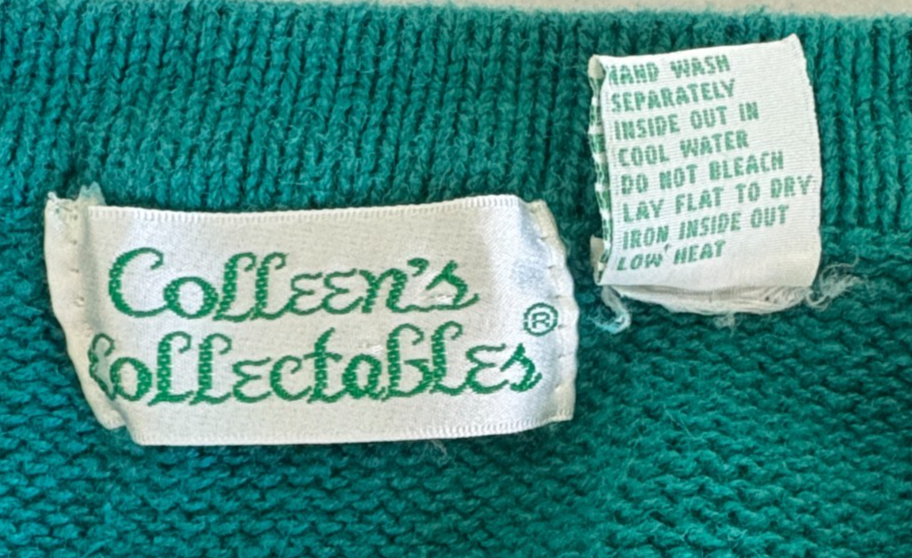 Colleen's
Collectables®
HAND WASH
SEPARATELY
INSIDE OUT IN
COOL WATER
DO NOT BLEACH
LAY FLAT TO DRY
IRON INSIDE OUT
LOW HEAT